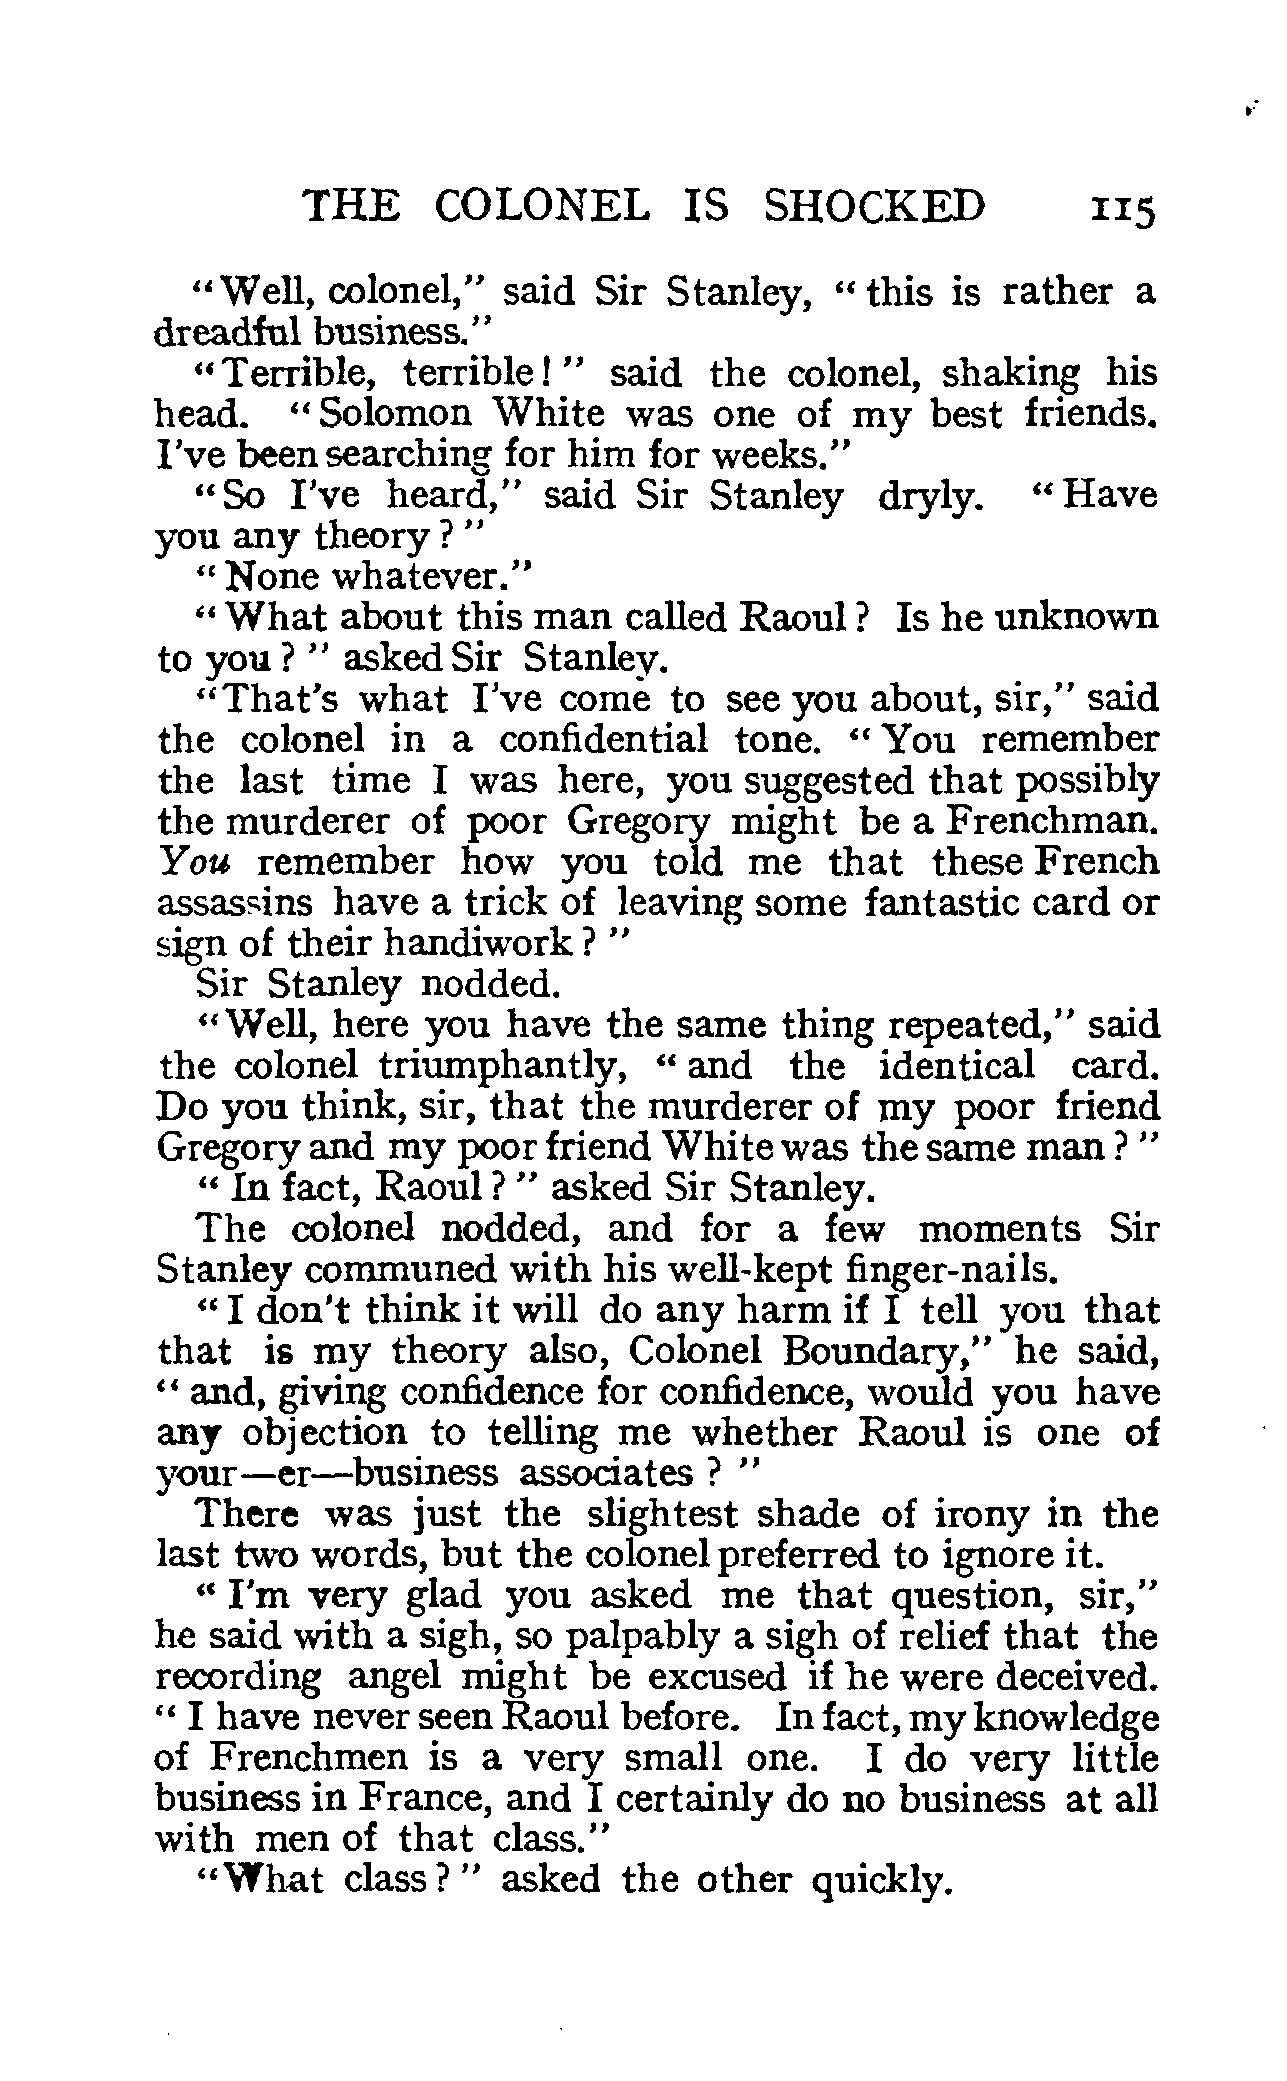 THE COLONEL IS SHOCKED 115
"Well, colonel," said Sir Stanley, "this is rather a
dreadful business."
"Terrible, terrible!" said the colonel, shaking his
head. "Solomon White was one of my best friends.
I've been searching for him for weeks."
"So I've heard," said Sir Stanley dryly. "Have
you any theory?"
"None whatever."
"What about this man called Raoul? Is he unknown
to you?" asked Sir Stanley.
"That's what I've come to see you about, sir," said
the colonel in a confidential tone. "You remember
the last time I was here, you suggested that possibly
the murderer of poor Gregory might be a Frenchman.
You remember how you told me that these French
assassins have a trick of leaving some fantastic card or
sign of their handiwork?"
Sir Stanley nodded.
"Well, here you have the same thing repeated," said
the colonel triumphantly, "and the identical card.
Do you think, sir, that the murderer of my poor friend
Gregory and my poor friend White was the same man?"
"In fact, Raoul?" asked Sir Stanley.
The colonel nodded, and for a few moments Sir
Stanley communed with his well-kept finger-nails.
"I don't think it will do any harm if I tell you that
that is my theory also, Colonel Boundary," he said,
"and, giving confidence for confidence, would you have
any objection to telling me whether Raoul is one of
your—er—business associates?"
There was just the slightest shade of irony in the
last two words, but the colonel preferred to ignore it.
"I'm very glad you asked me that question, sir,"
he said with a sigh, so palpably a sigh of relief that the
recording angel might be excused if he were deceived.
"I have never seen Raoul before. In fact, my knowledge
of Frenchmen is a very small one. I do very little
business in France, and I certainly do no business at all
with men of that class."
"What class?" asked the other quickly.